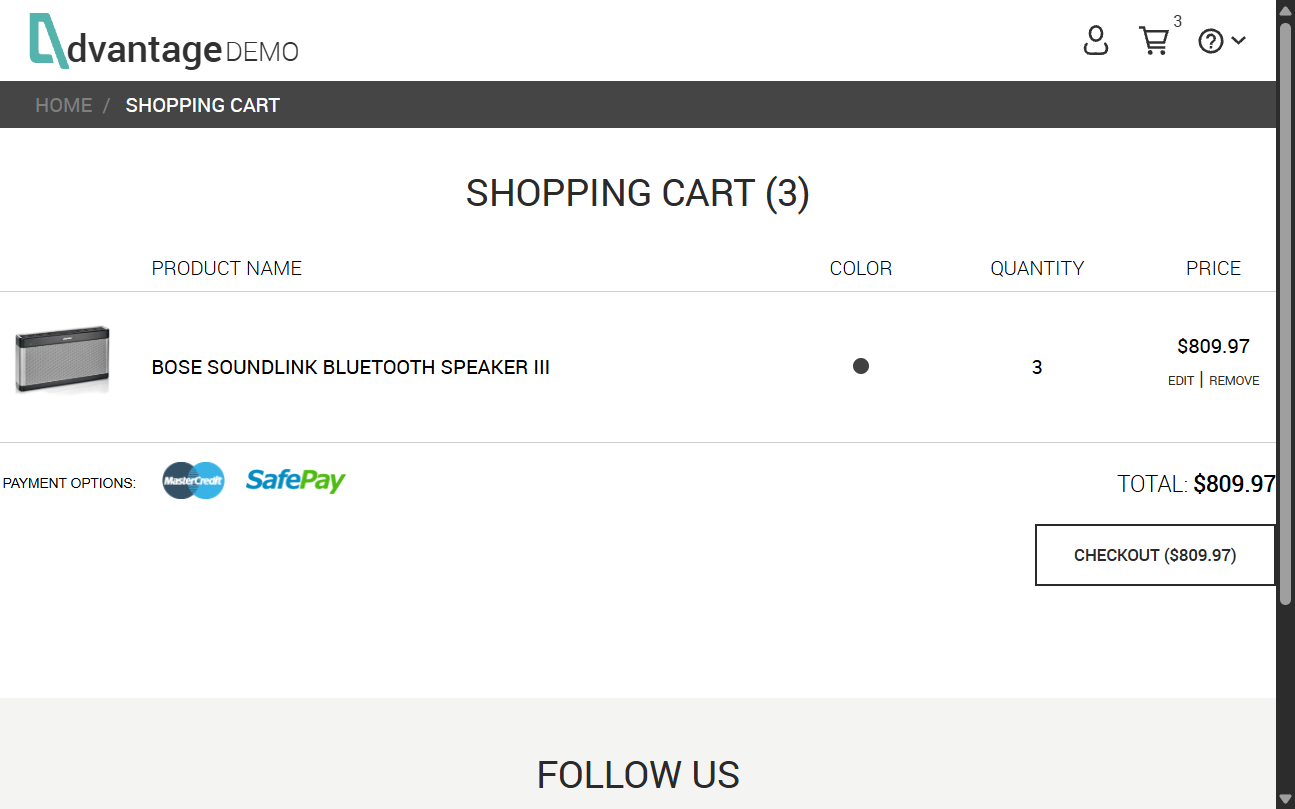 dvantage DEMO
3
HOME / SHOPPING CART
SHOPPING CART (3)
PRODUCT NAME COLOR QUANTITY PRICE
BOSE SOUNDLINK BLUETOOTH SPEAKER III 3 $809.97
EDIT | REMOVE
PAYMENT OPTIONS: MasterCredit SafePay TOTAL: $809.97
CHECKOUT ($809.97)
FOLLOW US